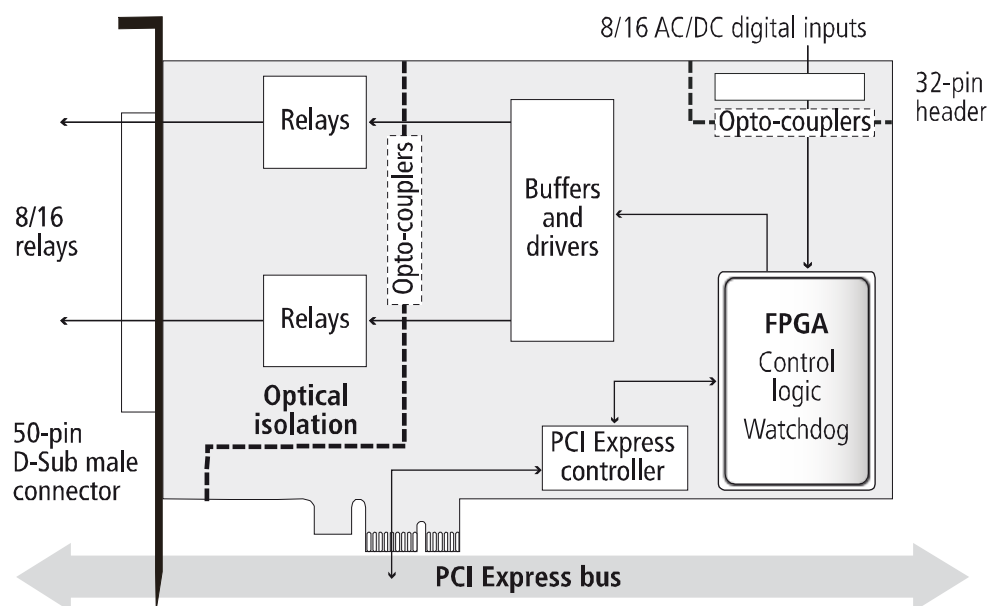 8/16 AC/DC digital inputs
32-pin
header
Opto-couplers
Relays
Opto-couplers
Buffers
and
drivers
8/16
relays
Relays
FPGA
Control
logic
Watchdog
Optical
isolation
50-pin
D-Sub male
connector
PCI Express
controller
PCI Express bus